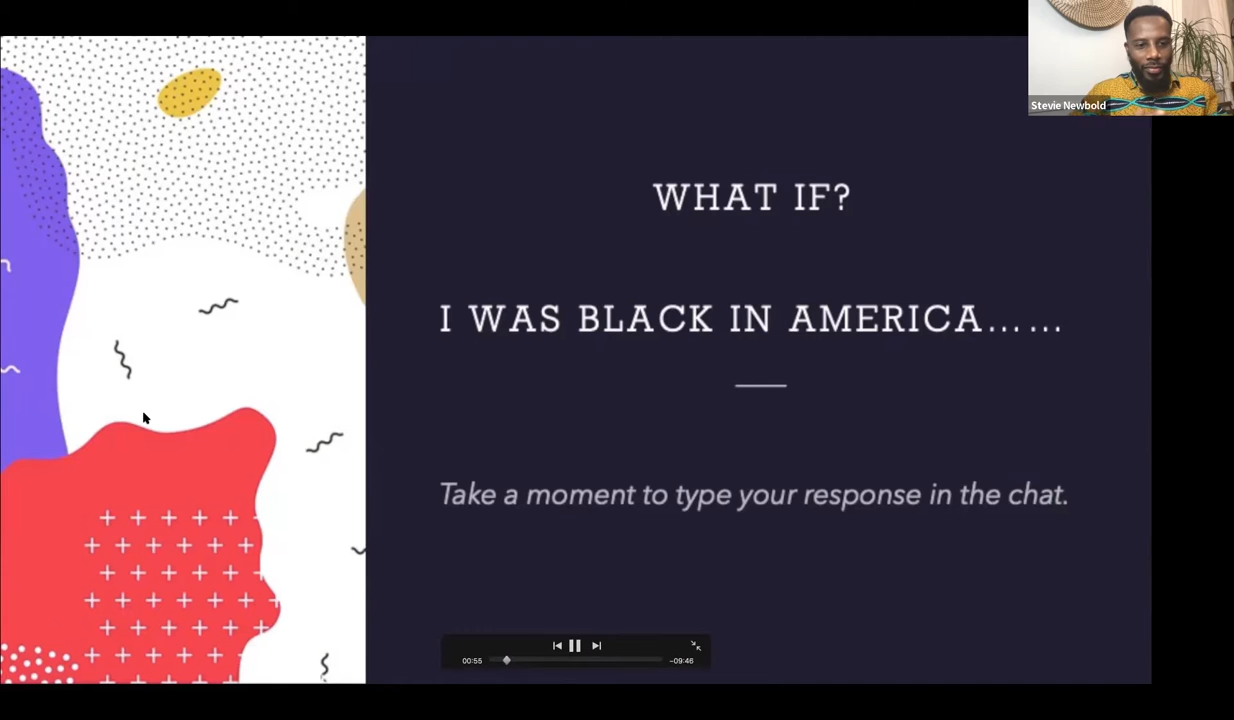 Stevie Newbold
WHAT IF?
I WAS BLACK IN AMERICA......
Take a moment to type your response in the chat.
00:55
-09:46